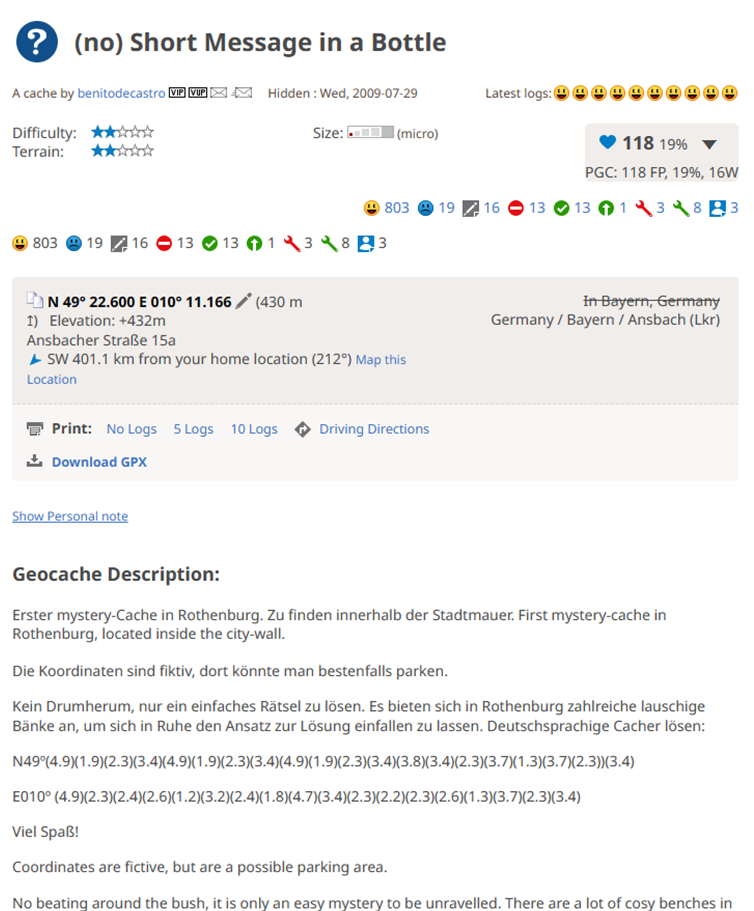 (no) Short Message in a Bottle
A cache by benitodecastro VIP VUP Hidden : Wed, 2009-07-29 Latest logs:
Difficulty:
Size: (micro)
Terrain:
118 19%
PGC: 118 FP, 19%, 16W
803 19 16 13 13 1 3 8 3
803 19 16 13 13 1 3 8 3
N 49° 22.600 E 010° 11.166 (430 m
In Bayern, Germany
↥) Elevation: +432m
Germany / Bayern / Ansbach (Lkr)
Ansbacher Straße 15a
SW 401.1 km from your home location (212°) Map this
Location
Print: No Logs 5 Logs 10 Logs Driving Directions
Download GPX
Show Personal note
Geocache Description:
Erster mystery-Cache in Rothenburg. Zu finden innerhalb der Stadtmauer. First mystery-cache in
Rothenburg, located inside the city-wall.
Die Koordinaten sind fiktiv, dort könnte man bestenfalls parken.
Kein Drumherum, nur ein einfaches Rätsel zu lösen. Es bieten sich in Rothenburg zahlreiche lauschige
Bänke an, um sich in Ruhe den Ansatz zur Lösung einfallen zu lassen. Deutschsprachige Cacher lösen:
N49°(4.9)(1.9)(2.3)(3.4)(4.9)(1.9)(2.3)(3.4)(4.9)(1.9)(2.3)(3.4)(3.8)(3.4)(2.3)(3.7)(1.3)(3.7)(2.3))(3.4)
E010° (4.9)(2.3)(2.4)(2.6)(1.2)(3.2)(2.4)(1.8)(4.7)(3.4)(2.3)(2.2)(2.3)(2.6)(1.3)(3.7)(2.3)(3.4)
Viel Spaß!
Coordinates are fictive, but are a possible parking area.
No beating around the bush, it is only an easy mystery to be unravelled. There are a lot of cosy benches in